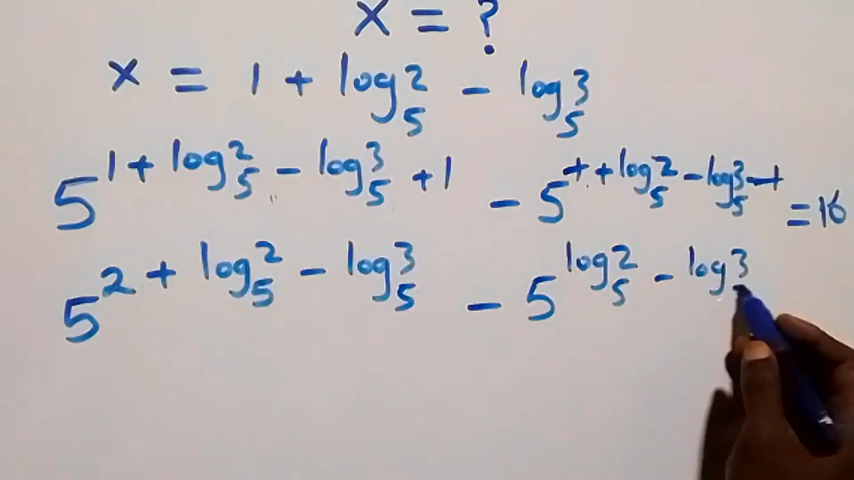 x = ?
x = 1 + log₅2 - log₅3
5^(1 + log₅2 - log₅3 + 1) - 5^(1 + log₅2 - log₅3 - 1) = 16
5^(2 + log₅2 - log₅3) - 5^(log₅2 - log₅3)